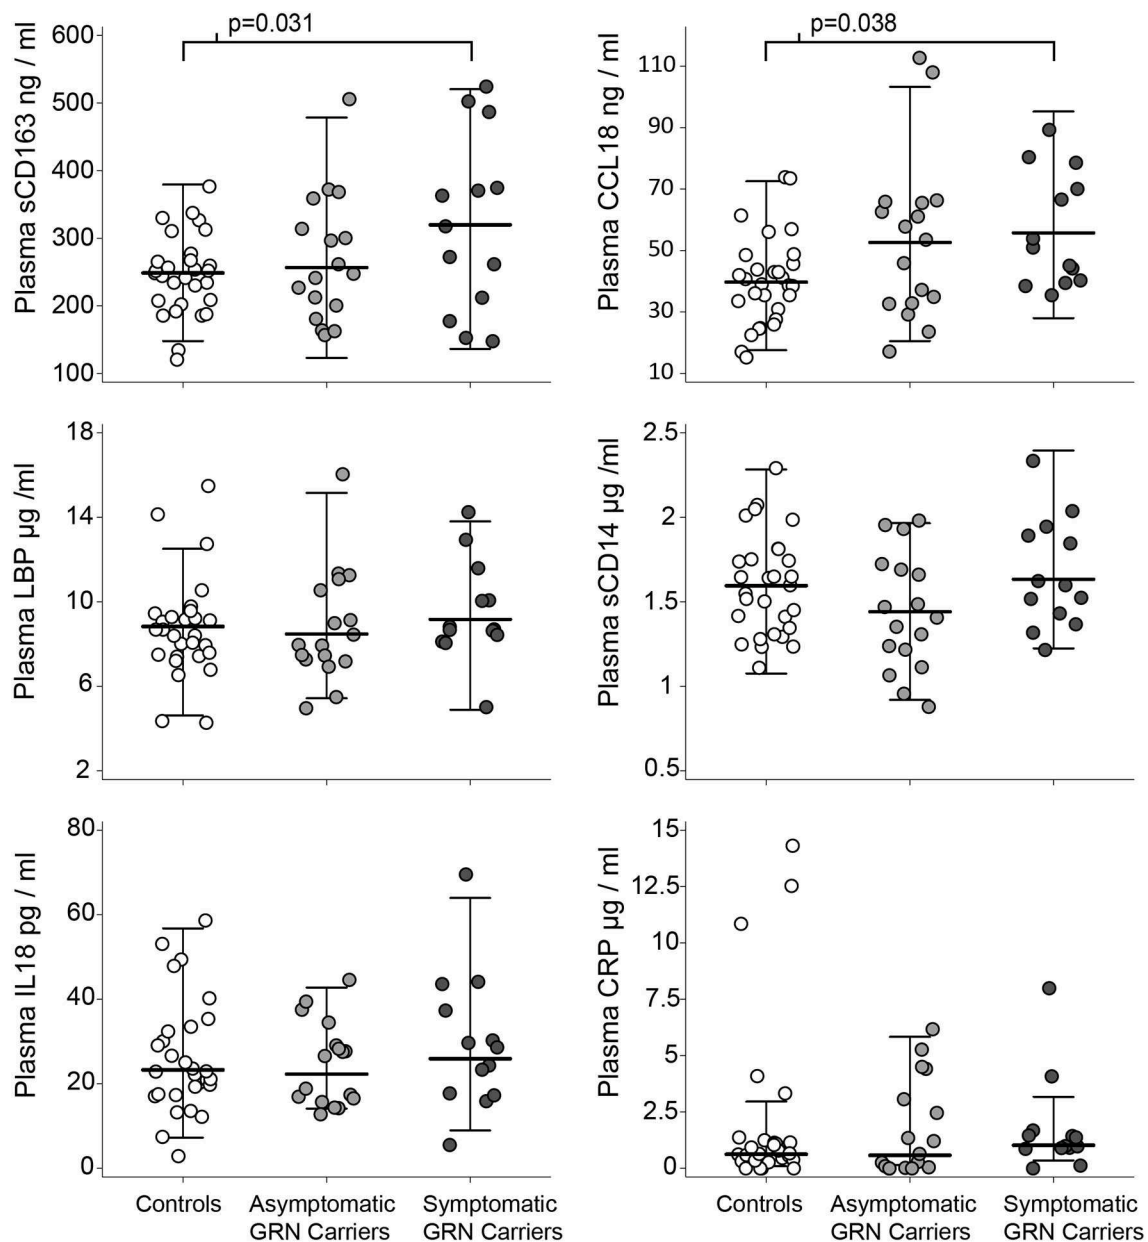 p=0.031
Plasma sCD163 ng / ml
600
500
400
300
200
100
p=0.038
Plasma CCL18 ng / ml
110
90
70
50
30
10
Plasma LBP µg /ml
18
14
10
6
2
Plasma sCD14 µg /ml
2.5
2
1.5
1
0.5
Plasma IL18 pg / ml
80
60
40
20
0
Controls
Asymptomatic
GRN Carriers
Symptomatic
GRN Carriers
Plasma CRP µg / ml
15
12.5
10
7.5
5
2.5
0
Controls
Asymptomatic
GRN Carriers
Symptomatic
GRN Carriers